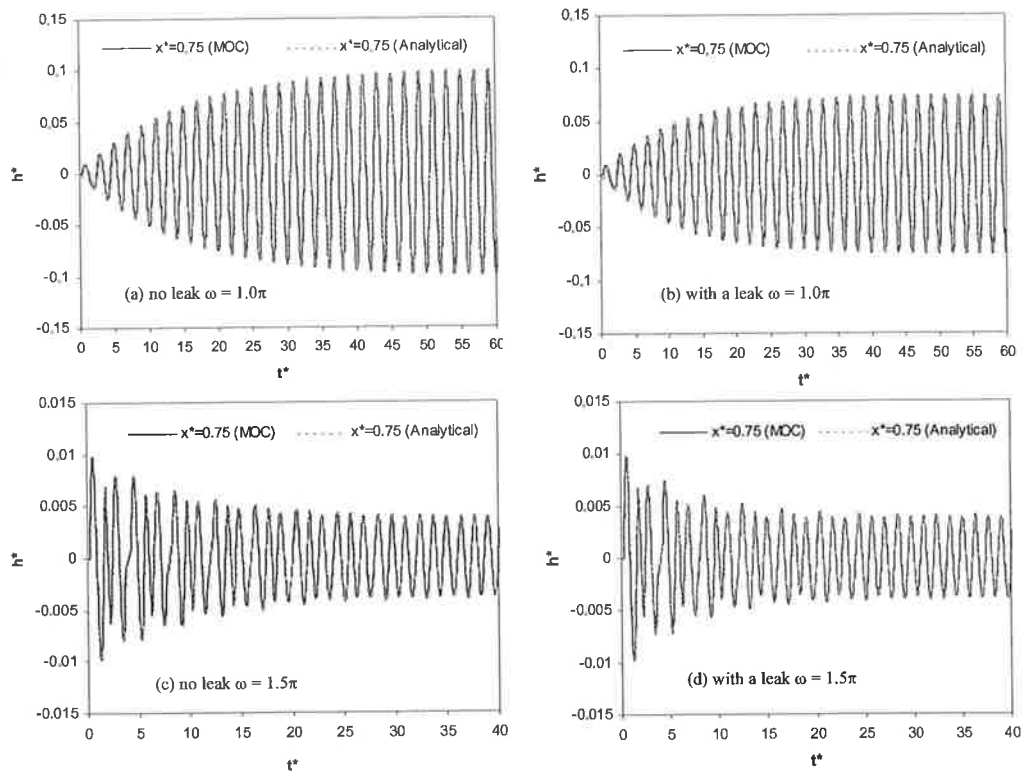 0,15
x*=0,75 (MOC) x*=0,75 (Analytical)
0,1
0,05
h*
0
-0,05
-0,1
(a) no leak ω = 1.0π
-0,15
0 5 10 15 20 25 30 35 40 45 50 55 60
t*
0,15
x*=0,75 (MOC) x*=0,75 (Analytical)
0,1
0,05
h*
0
-0,05
-0,1
(b) with a leak ω = 1.0π
-0,15
0 5 10 15 20 25 30 35 40 45 50 55 60
t*
0.015
x*=0.75 (MOC) x*=0.75 (Analytical)
0.01
0.005
h*
0
-0.005
-0.01
(c) no leak ω = 1.5π
-0.015
0 5 10 15 20 25 30 35 40
t*
0.015
x*=0.75 (MOC) x*=0.75 (Analytical)
0.01
0.005
h*
0
-0.005
-0.01
(d) with a leak ω = 1.5π
-0.015
0 5 10 15 20 25 30 35 40
t*